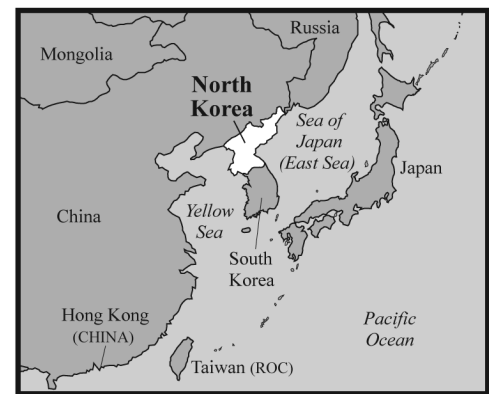 Russia
Mongolia
North
Korea
Sea of
Japan
(East Sea)
Japan
China
Yellow
Sea
South
Korea
Hong Kong
(CHINA)
Pacific
Ocean
Taiwan (ROC)